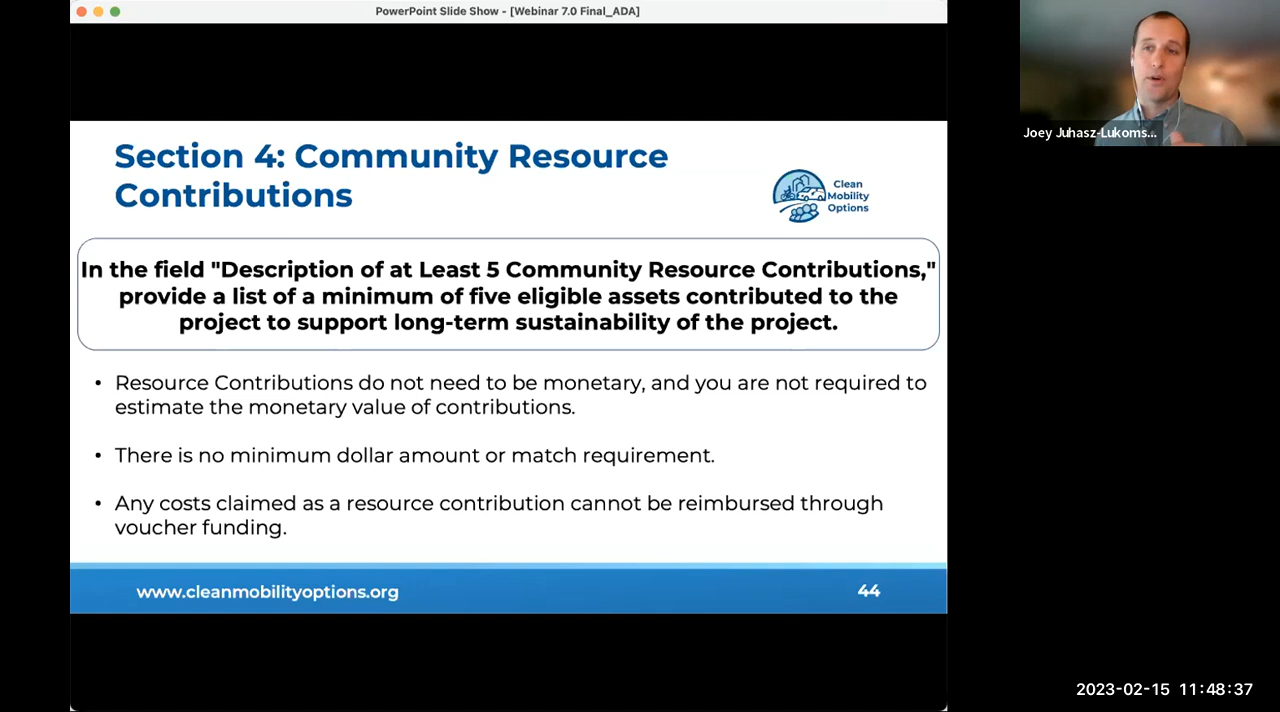 PowerPoint Slide Show - [Webinar 7.0 Final_ADA]
Joey Juhasz-Lukoms...
Section 4: Community Resource
Contributions
Clean
Mobility
Options
In the field "Description of at Least 5 Community Resource Contributions,"
provide a list of a minimum of five eligible assets contributed to the
project to support long-term sustainability of the project.
• Resource Contributions do not need to be monetary, and you are not required to
estimate the monetary value of contributions.
• There is no minimum dollar amount or match requirement.
• Any costs claimed as a resource contribution cannot be reimbursed through
voucher funding.
www.cleanmobilityoptions.org
44
2023-02-15 11:48:37